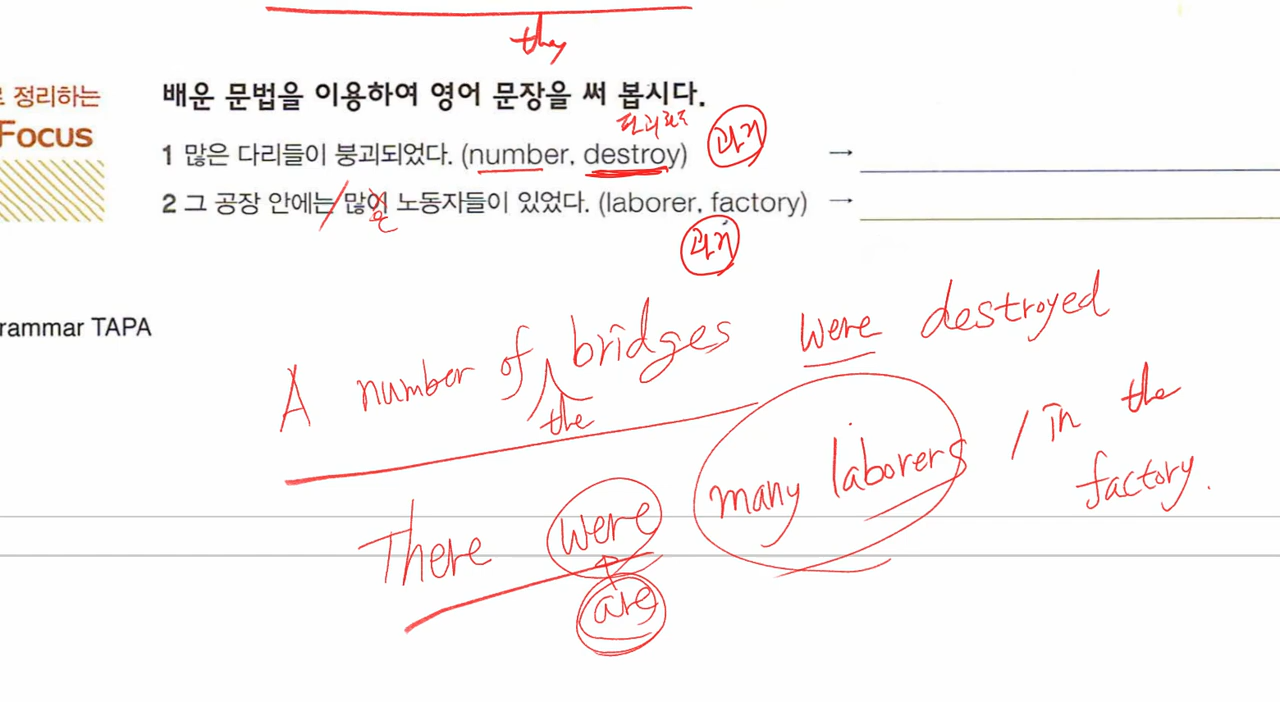 they
로 정리하는
Focus
배운 문법을 이용하여 영어 문장을 써 봅시다.
1 많은 다리들이 붕괴되었다. (number, destroy) 과거 →
2 그 공장 안에는 많은 노동자들이 있었다. (laborer, factory) →
과거
rammar TAPA
A number of bridges were destroyed
the
There were many laborers / in the factory.
are